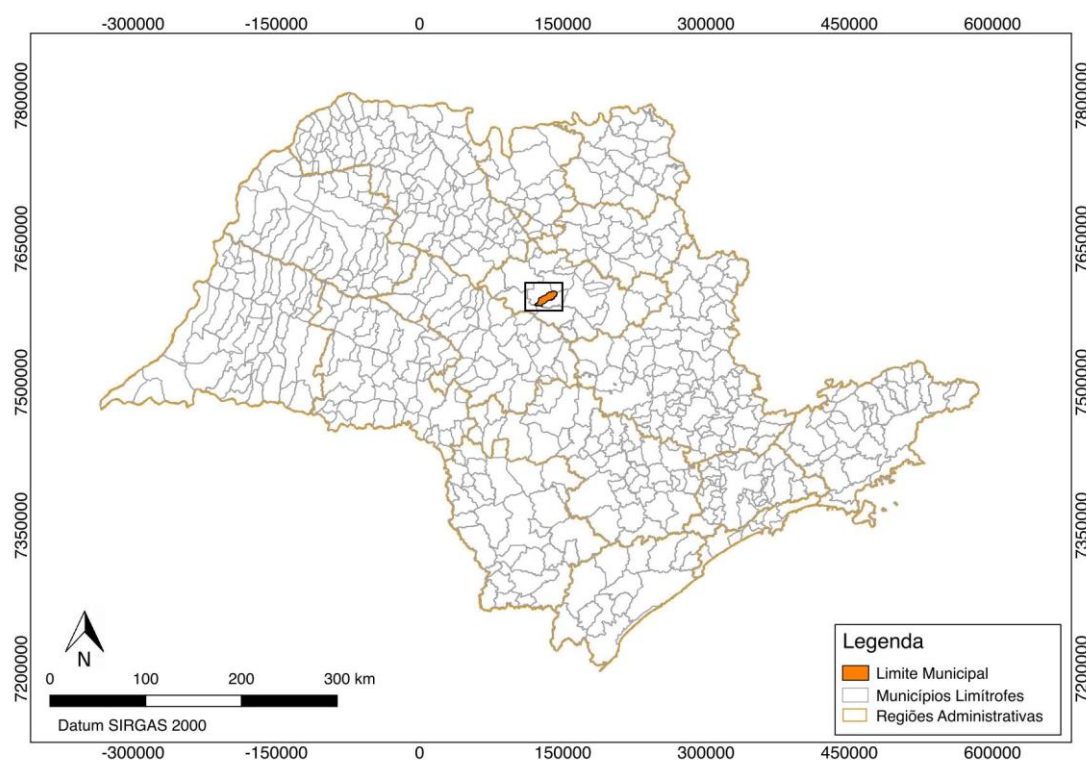 -300000 -150000 0 150000 300000 450000 600000
7800000 7800000
7650000 7650000
7500000 7500000
7350000 7350000
7200000 7200000
N
0 100 200 300 km
Datum SIRGAS 2000
Legenda
Limite Municipal
Municípios Limítrofes
Regiões Administrativas
-300000 -150000 0 150000 300000 450000 600000